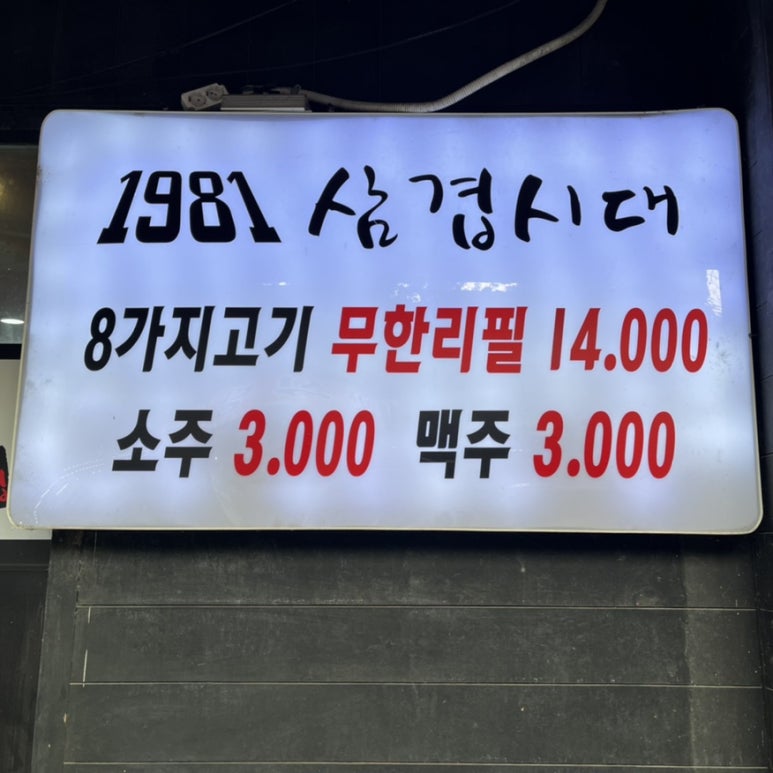 1981 삼겹시대
8가지고기 무한리필 14.000
소주 3.000 맥주 3.000